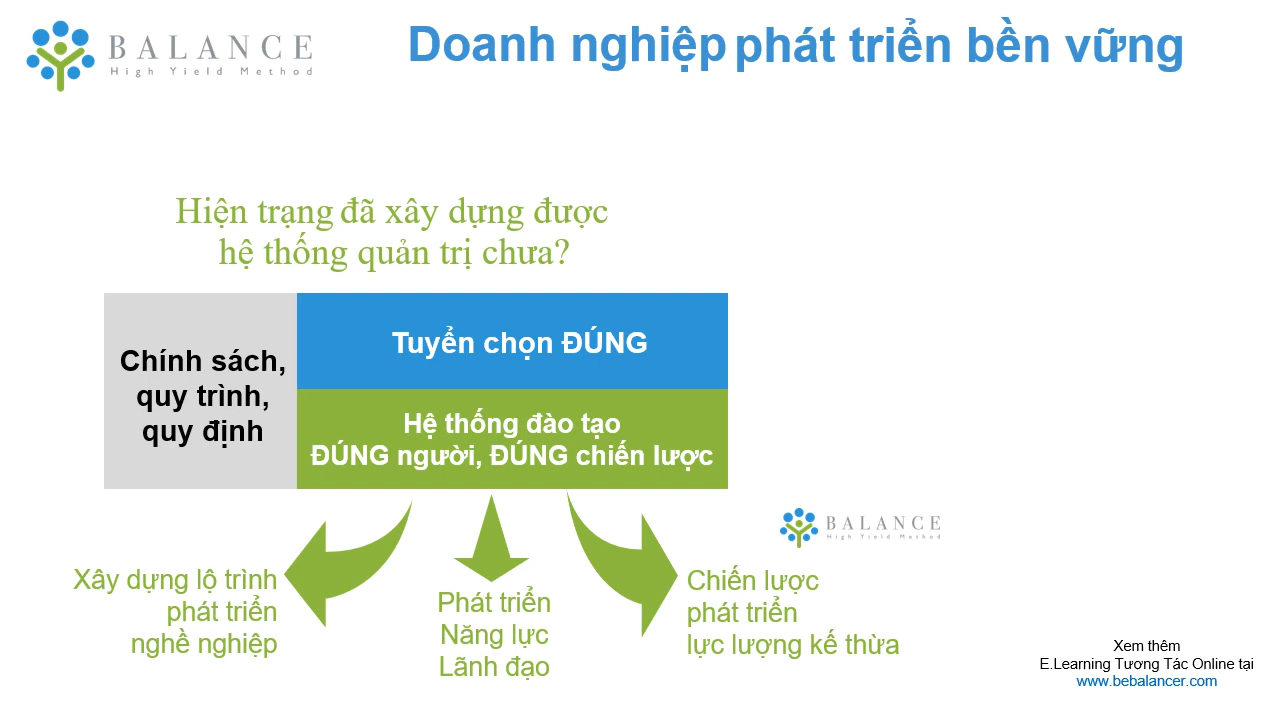 BALANCE
High Yield Method
Doanh nghiệp phát triển bền vững
Hiện trạng đã xây dựng được
hệ thống quản trị chưa?
Chính sách,
quy trình,
quy định
Tuyển chọn ĐÚNG
Hệ thống đào tạo
ĐÚNG người, ĐÚNG chiến lược
Xây dựng lộ trình
phát triển
nghề nghiệp
Phát triển
Năng lực
Lãnh đạo
BALANCE
High Yield Method
Chiến lược
phát triển
lực lượng kế thừa
Xem thêm
E.Learning Tương Tác Online tại
www.bebalancer.com